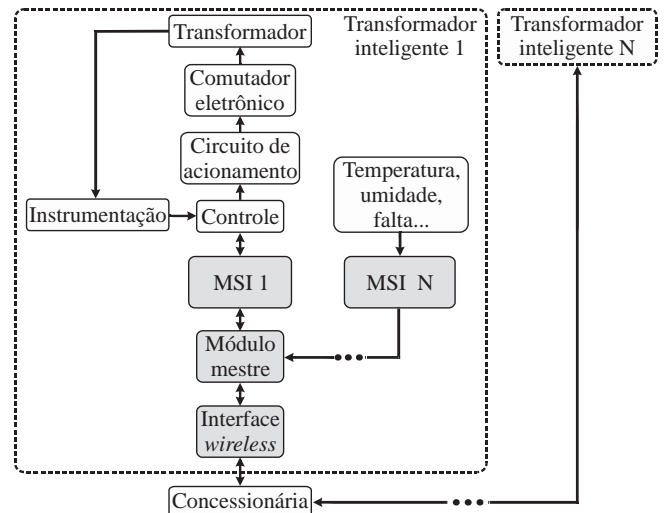 Transformador
Transformador
inteligente 1
Transformador
inteligente N
Comutador
eletrônico
Circuito de
acionamento
Temperatura,
umidade,
falta...
Instrumentação
Controle
MSI 1
MSI N
Módulo
mestre
Interface
wireless
Concessionária